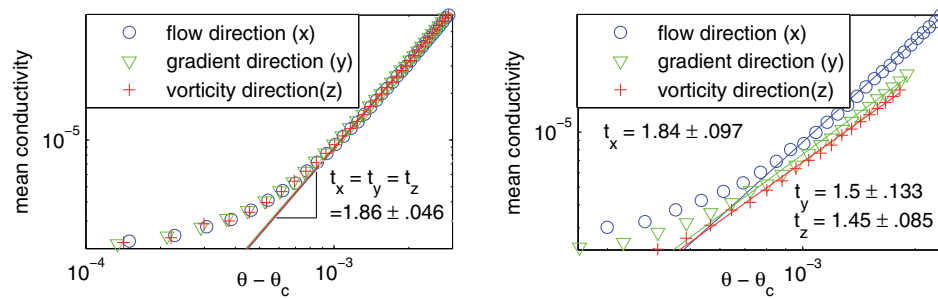 flow direction (x)
gradient direction (y)
vorticity direction(z)
mean conductivity
10⁻⁵
t_x = t_y = t_z
=1.86 ± .046
10⁻⁴
10⁻³
θ − θ_c
flow direction (x)
gradient direction (y)
vorticity direction(z)
mean conductivity
10⁻⁵
t_x = 1.84 ± .097
t_y = 1.5 ± .133
t_z = 1.45 ± .085
10⁻³
θ − θ_c